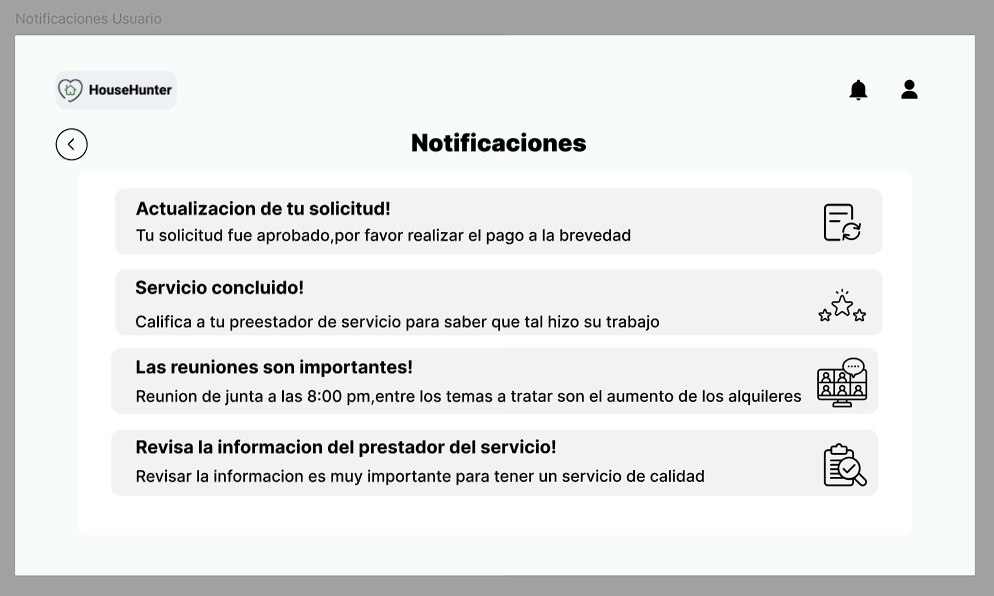 Notificaciones Usuario
HouseHunter
Notificaciones
Actualizacion de tu solicitud!
Tu solicitud fue aprobado,por favor realizar el pago a la brevedad
Servicio concluido!
Califica a tu preestador de servicio para saber que tal hizo su trabajo
Las reuniones son importantes!
Reunion de junta a las 8:00 pm,entre los temas a tratar son el aumento de los alquileres
Revisa la informacion del prestador del servicio!
Revisar la informacion es muy importante para tener un servicio de calidad